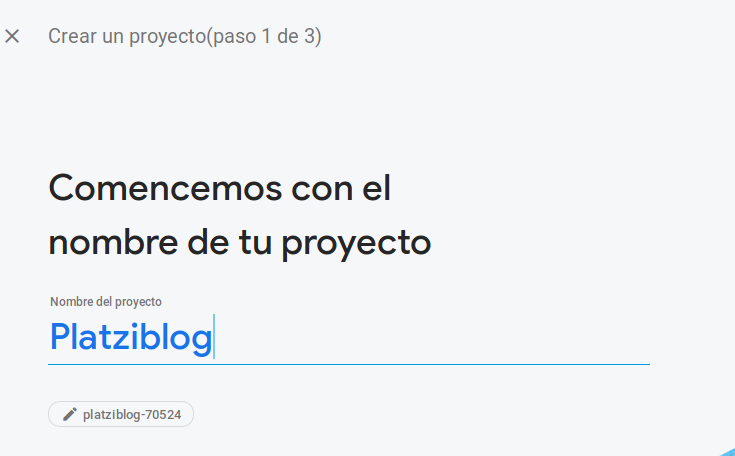 Crear un proyecto(paso 1 de 3)
Comencemos con el
nombre de tu proyecto
Nombre del proyecto
Platziblog
platziblog-70524